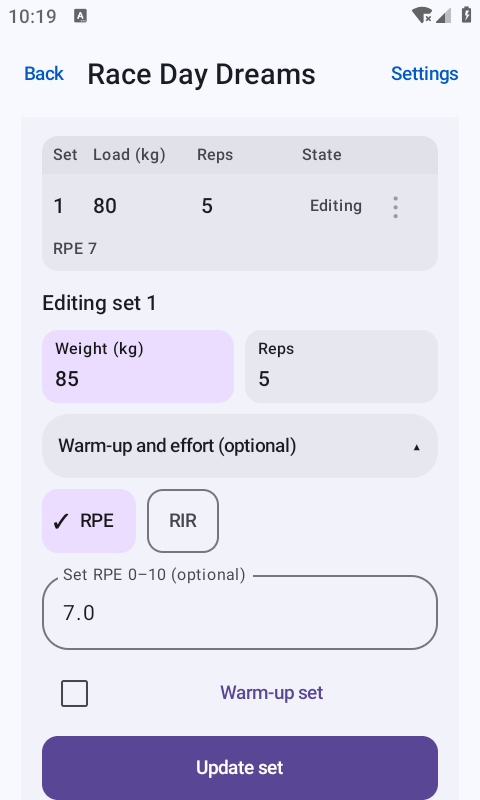 10:19
Back Race Day Dreams Settings
Set Load (kg) Reps State
1 80 5 Editing
RPE 7
Editing set 1
Weight (kg) Reps
85 5
Warm-up and effort (optional)
✓ RPE RIR
Set RPE 0–10 (optional)
7.0
Warm-up set
Update set